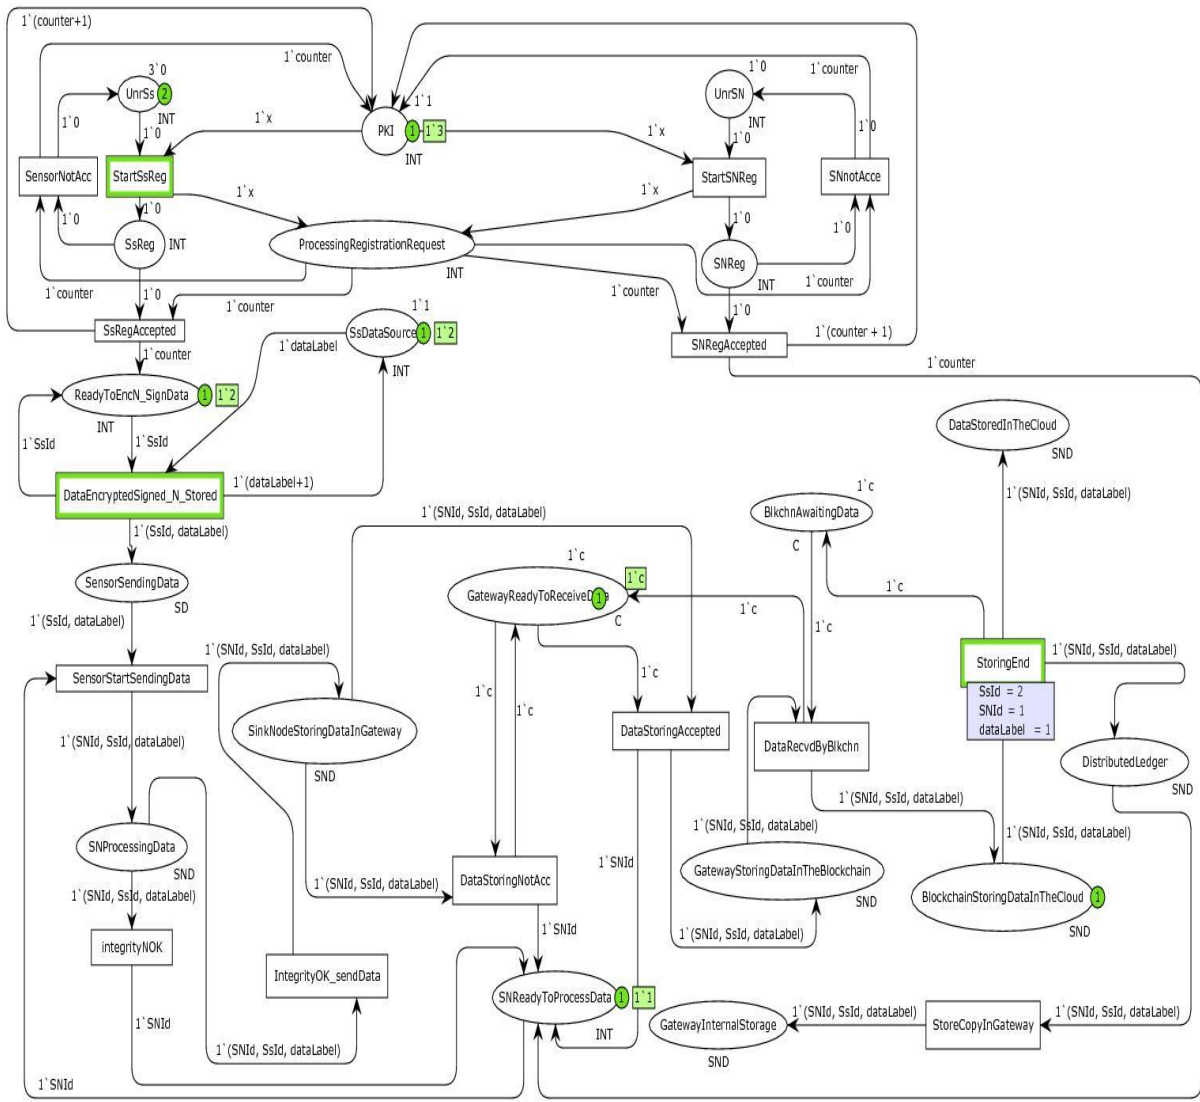 1`(counter+1)
1`counter
3`0
UnrSs
2
INT
1`0
1`0
1`1
PKI
1
1`3
INT
1`x
1`x
1`0
UnrSN
INT
1`0
1`counter
1`0
SensorNotAcc
StartSsReg
StartSNReg
SNnotAcce
1`x
1`x
1`0
1`0
1`0
1`0
SsReg
INT
ProcessingRegistrationRequest
INT
SNReg
INT
1`counter
1`0
1`counter
1`counter
1`0
1`counter
SsRegAccepted
1`counter
1`1
SsDataSource
1
1`2
INT
1`dataLabel
SNRegAccepted
1`(counter + 1)
1`counter
ReadyToEncN_SignData
1
1`2
INT
1`SsId
1`SsId
DataEncryptedSigned_N_Stored
1`(dataLabel+1)
DataStoredInTheCloud
SND
1`(SsId, dataLabel)
1`(SNId, SsId, dataLabel)
1`c
BlkchnAwaitingData
C
1`(SNId, SsId, dataLabel)
SensorSendingData
SD
1`(SsId, dataLabel)
1`c
1`c
GatewayReadyToReceiveD
1
C
1`c
1`c
1`c
SensorStartSendingData
1`(SNId, SsId, dataLabel)
StoringEnd
1`(SNId, SsId, dataLabel)
SsId = 2
SNId = 1
dataLabel = 1
1`c
1`c
1`c
SinkNodeStoringDataInGateway
SND
DataStoringAccepted
DataRecvdByBlkchn
DistributedLedger
SND
1`(SNId, SsId, dataLabel)
1`(SNId, SsId, dataLabel)
1`(SNId, SsId, dataLabel)
1`(SNId, SsId, dataLabel)
SNProcessingData
SND
1`(SNId, SsId, dataLabel)
1`(SNId, SsId, dataLabel)
DataStoringNotAcc
1`SNId
GatewayStoringDataInTheBlockchain
SND
BlockchainStoringDataInTheCloud
1
SND
integrityNOK
1`SNId
1`(SNId, SsId, dataLabel)
IntegrityOK_sendData
SNReadyToProcessData
1
1`1
INT
1`SNId
1`(SNId, SsId, dataLabel)
GatewayInternalStorage
SND
1`(SNId, SsId, dataLabel)
StoreCopyInGateway
1`(SNId, SsId, dataLabel)
1`SNId